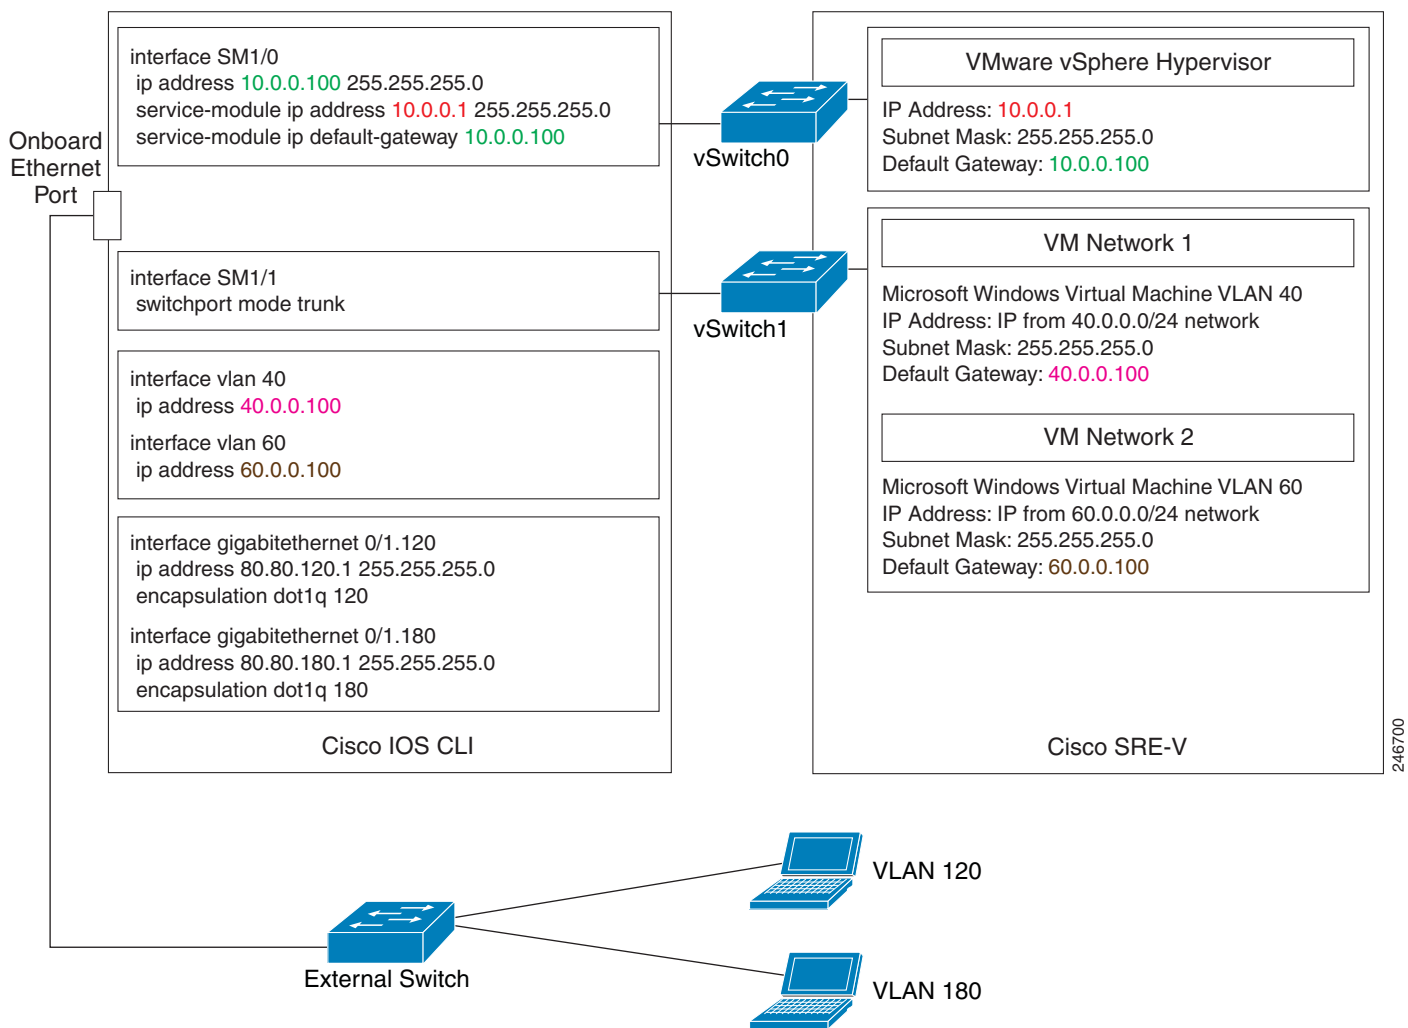 Onboard
Ethernet
Port
interface SM1/0
ip address 10.0.0.100 255.255.255.0
service-module ip address 10.0.0.1 255.255.255.0
service-module ip default-gateway 10.0.0.100
interface SM1/1
switchport mode trunk
interface vlan 40
ip address 40.0.0.100
interface vlan 60
ip address 60.0.0.100
interface gigabitethernet 0/1.120
ip address 80.80.120.1 255.255.255.0
encapsulation dot1q 120
interface gigabitethernet 0/1.180
ip address 80.80.180.1 255.255.255.0
encapsulation dot1q 180
Cisco IOS CLI
vSwitch0
vSwitch1
VMware vSphere Hypervisor
IP Address: 10.0.0.1
Subnet Mask: 255.255.255.0
Default Gateway: 10.0.0.100
VM Network 1
Microsoft Windows Virtual Machine VLAN 40
IP Address: IP from 40.0.0.0/24 network
Subnet Mask: 255.255.255.0
Default Gateway: 40.0.0.100
VM Network 2
Microsoft Windows Virtual Machine VLAN 60
IP Address: IP from 60.0.0.0/24 network
Subnet Mask: 255.255.255.0
Default Gateway: 60.0.0.100
Cisco SRE-V
246700
External Switch
VLAN 120
VLAN 180